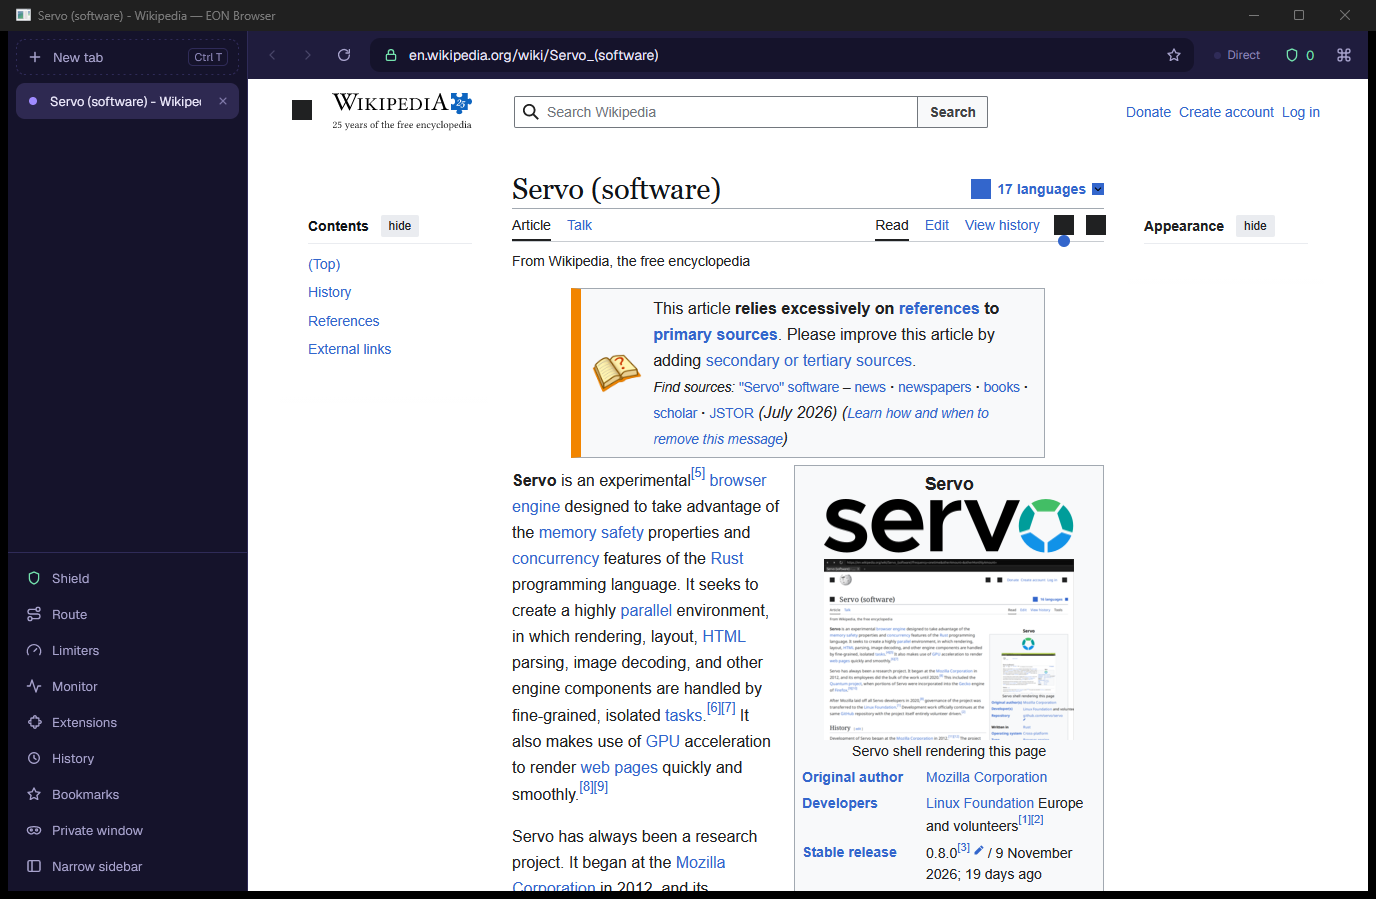 Servo (software) - Wikipedia — EON Browser
New tab
Ctrl T
Servo (software) - Wikipe
en.wikipedia.org/wiki/Servo_(software)
Direct
0
WIKIPEDIA
25
25 years of the free encyclopedia
Search Wikipedia
Search
Donate Create account Log in
Servo (software)
17 languages
Contents hide
Article Talk
Read Edit View history
Appearance hide
From Wikipedia, the free encyclopedia
(Top)
History
References
External links
This article relies excessively on references to
primary sources. Please improve this article by
adding secondary or tertiary sources.
Find sources: "Servo" software – news · newspapers · books ·
scholar · JSTOR (July 2026) (Learn how and when to
remove this message)
Servo is an experimental[5] browser
engine designed to take advantage of
the memory safety properties and
concurrency features of the Rust
programming language. It seeks to
create a highly parallel environment,
in which rendering, layout, HTML
parsing, image decoding, and other
engine components are handled by
fine-grained, isolated tasks.[6][7] It
also makes use of GPU acceleration
to render web pages quickly and
smoothly.[8][9]
Servo has always been a research
project. It began at the Mozilla
Corporation in 2012, and its
Servo
servo
Servo (software)
History
Servo shell rendering this page
Original author Mozilla Corporation
Developers Linux Foundation Europe
and volunteers[1][2]
Stable release 0.8.0[3] / 9 November
2026; 19 days ago
Shield
Route
Limiters
Monitor
Extensions
History
Bookmarks
Private window
Narrow sidebar